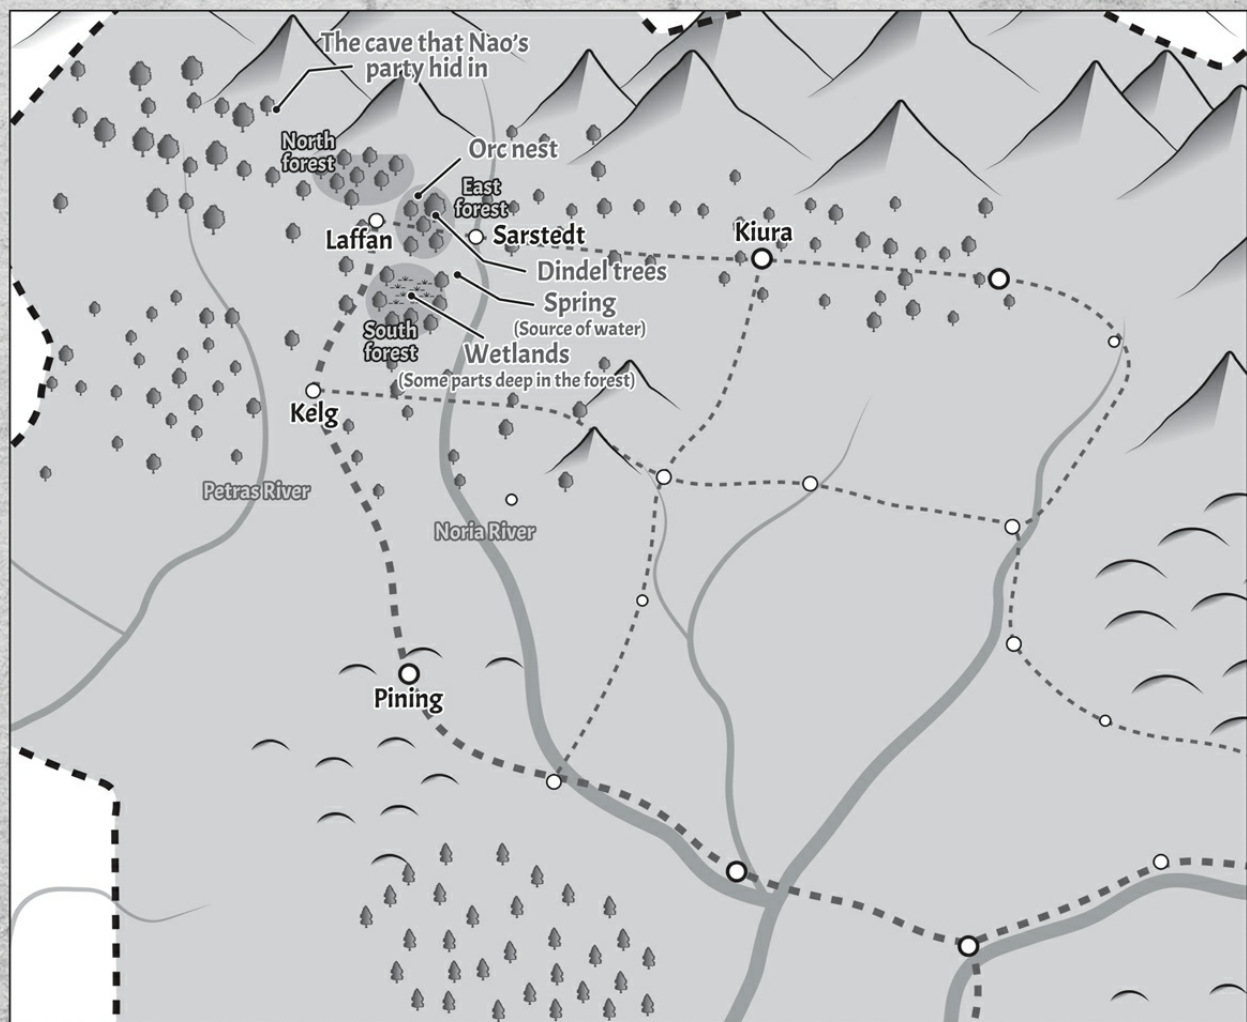 The cave that Nao's
party hid in
North
forest
Orc nest
East
forest
Laffan
Sarstedt
Kiura
Dindel trees
Spring
(Source of water)
South
forest
Wetlands
(Some parts deep in the forest)
Kelg
Petras River
Noria River
Pining